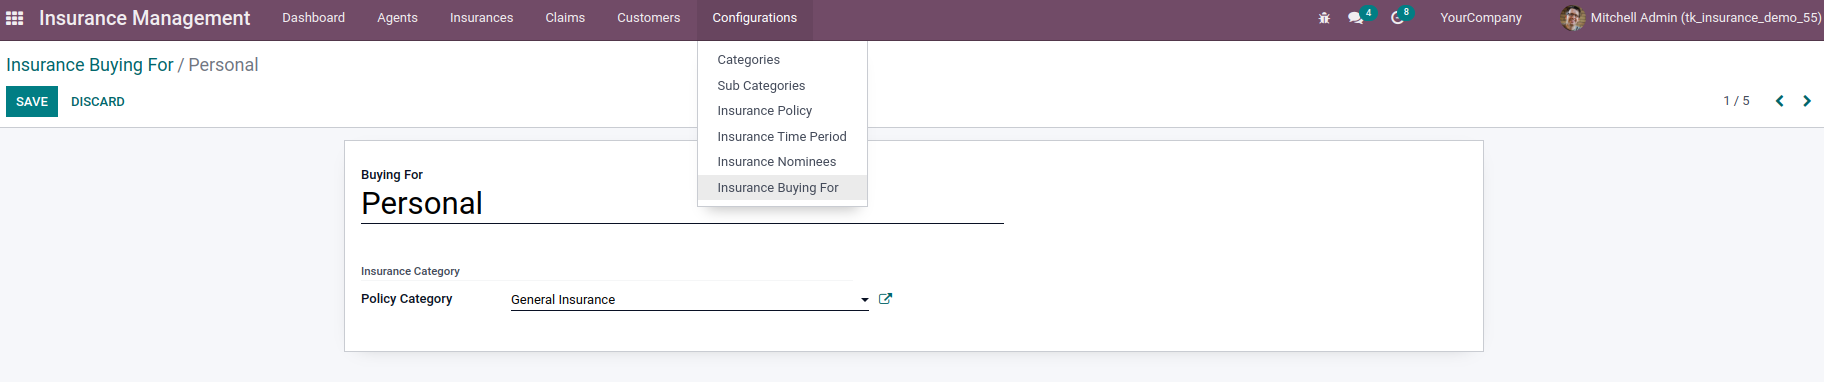 Insurance Management Dashboard Agents Insurances Claims Customers Configurations 4 8 YourCompany Mitchell Admin (tk_insurance_demo_55)
Insurance Buying For / Personal
SAVE DISCARD
1 / 5
Categories
Sub Categories
Insurance Policy
Insurance Time Period
Insurance Nominees
Insurance Buying For
Buying For
Personal
Insurance Category
Policy Category General Insurance